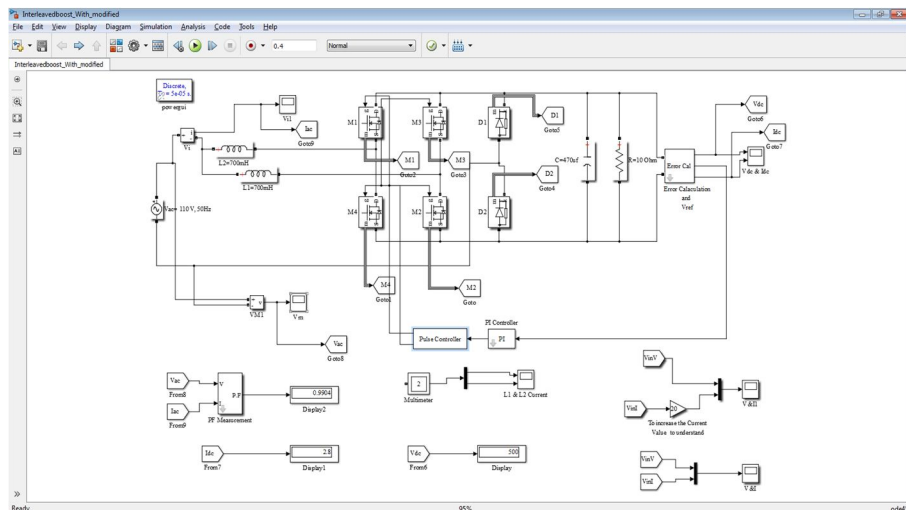 Interleavedboost_With_modified
File Edit View Display Diagram Simulation Analysis Code Tools Help
0.4
Normal
Interleavedboost_With_modified
Discrete,
powergui
Vi1
Iac
Goto9
Vi
L2=700mH
L1=700mH
Vac= 110 V, 50Hz
M1
M3
D1
D1
Goto5
M1
Goto2
M3
Goto3
D2
Goto4
M4
M2
D2
M4
Goto1
M2
Goto
C=470uf
R=10 Ohm
Error Cal
Error Calaculation
and
Vref
Vdc
Goto6
Idc
Goto7
Vdc & Idc
VM1
Vsn
Vac
Goto8
Pulse Controller
PI Controller
PI
Vac
From8
Iac
From9
V
I
P.F
PF Measurement
0.9904
Display2
2
Multimeter
L1 & L2 Current
VinV
VinI
20
To increase the Current
Value to understand
V &I1
Idc
From7
2.8
Display1
Vdc
From6
500
Display
VinV
VinI
V &I
Ready
95%